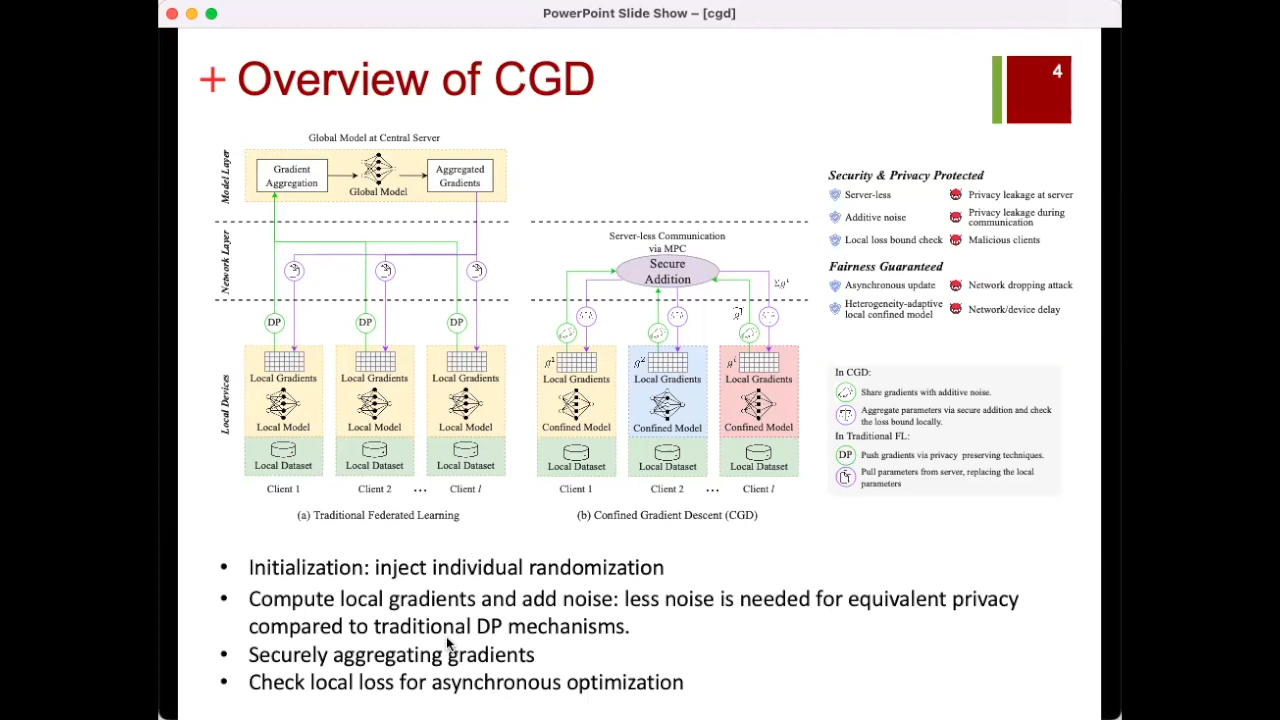 PowerPoint Slide Show – [cgd]
+ Overview of CGD
4
Global Model at Central Server
Model Layer
Gradient
Aggregation
Global Model
Aggregated
Gradients
Network Layer
Server-less Communication
via MPC
Secure
Addition
Σg^i
DP
DP
DP
g^1
g^2
Local Devices
Local Gradients
Local Gradients
Local Gradients
Local Gradients
Local Gradients
Local Gradients
Local Model
Local Model
Local Model
Confined Model
Confined Model
Confined Model
Local Dataset
Local Dataset
Local Dataset
Local Dataset
Local Dataset
Local Dataset
Client 1
Client 2
...
Client l
Client 1
Client 2
...
Client l
(a) Traditional Federated Learning
(b) Confined Gradient Descent (CGD)
Security & Privacy Protected
Server-less
Privacy leakage at server
Additive noise
Privacy leakage during
communication
Local loss bound check
Malicious clients
Fairness Guaranteed
Asynchronous update
Network dropping attack
Heterogeneity-adaptive
local confined model
Network/device delay
In CGD:
Share gradients with additive noise.
Aggregate parameters via secure addition and check
the loss bound locally.
In Traditional FL:
DP
Push gradients via privacy preserving techniques.
Pull parameters from server, replacing the local
parameters
• Initialization: inject individual randomization
• Compute local gradients and add noise: less noise is needed for equivalent privacy
compared to traditional DP mechanisms.
• Securely aggregating gradients
• Check local loss for asynchronous optimization